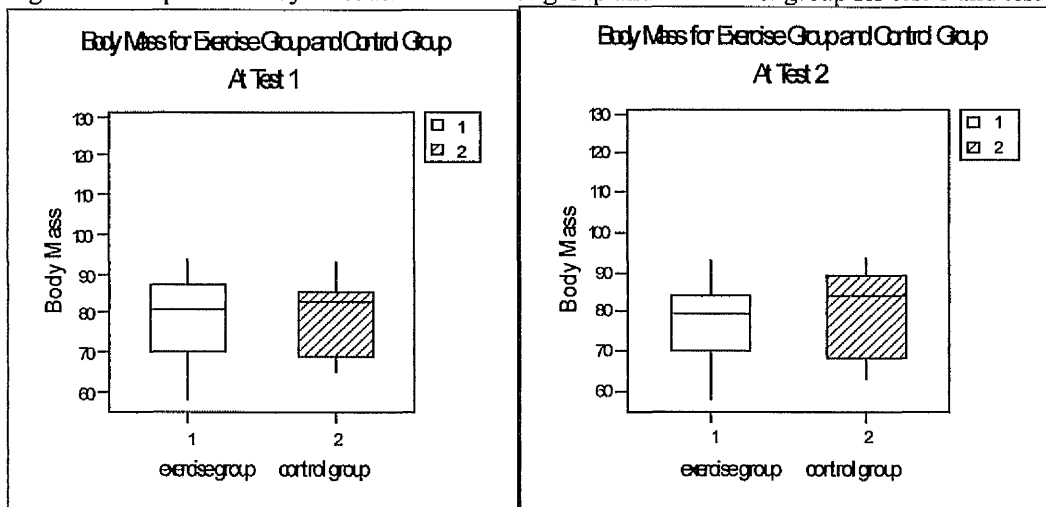 Body Mass for Exercise Group and Control Group
At Test 1
130
120
110
100
90
80
70
60
Body Mass
1
2
1
2
exercise group
control group
Body Mass for Exercise Group and Control Group
At Test 2
130
120
110
100
90
80
70
60
Body Mass
1
2
1
2
exercise group
control group